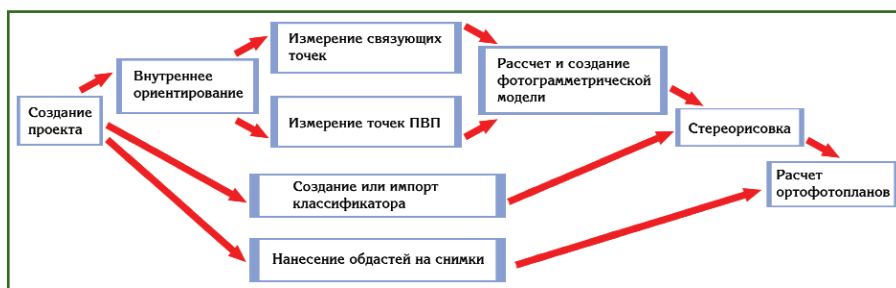 Создание
проекта
Внутреннее
ориентирование
Измерение связующих
точек
Измерение точек ПВП
Рассчет и создание
фотограмметрической
модели
Создание или импорт
классификатора
Нанесение обдастей на снимки
Стереорисовка
Расчет
ортофотопланов